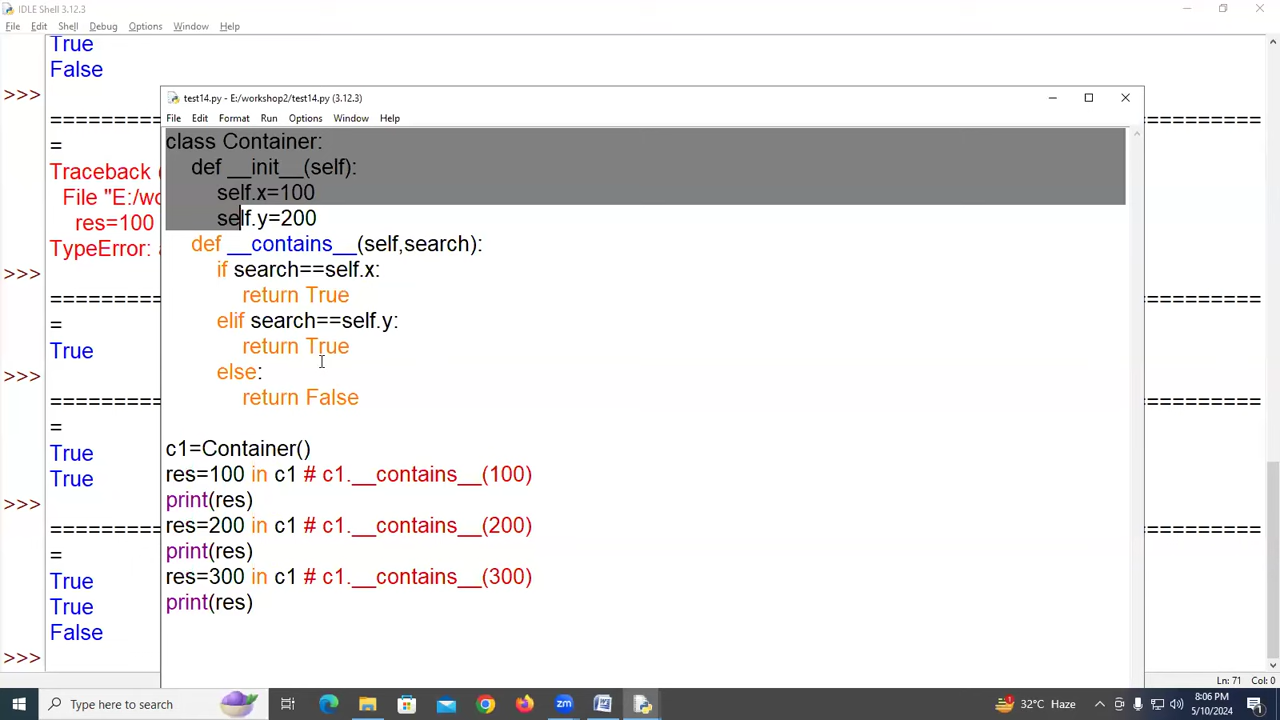 IDLE Shell 3.12.3
File Edit Shell Debug Options Window Help
True
False
>>>
=
Traceback
File "E:/wo
res=100
TypeError:
>>>
=
True
>>>
=
True
True
>>>
=
True
True
False
>>>
test14.py - E:/workshop2/test14.py (3.12.3)
File Edit Format Run Options Window Help
class Container:
def __init__(self):
self.x=100
self.y=200
def __contains__(self,search):
if search==self.x:
return True
elif search==self.y:
return True
else:
return False
c1=Container()
res=100 in c1 # c1.__contains__(100)
print(res)
res=200 in c1 # c1.__contains__(200)
print(res)
res=300 in c1 # c1.__contains__(300)
print(res)
Ln: 71 Col: 0
Type here to search
zm
32°C Haze
8:06 PM
5/10/2024